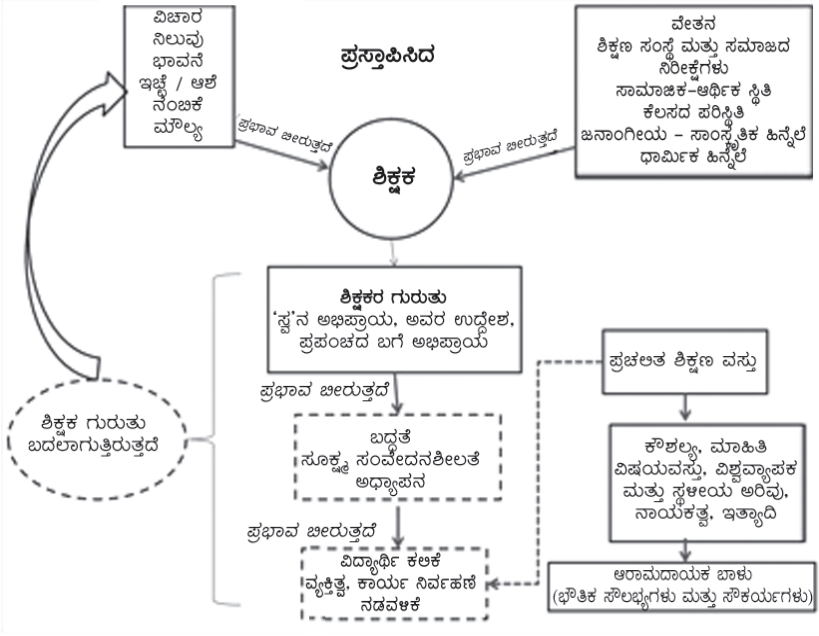 ವಿಚಾರ
ನಿಲುವು
ಭಾವನೆ
ಇಚ್ಛೆ / ಆಶೆ
ನಂಬಿಕೆ
ಮೌಲ್ಯ
ಪ್ರಸ್ತಾಪಿಸಿದ
ವೇತನ
ಶಿಕ್ಷಣ ಸಂಸ್ಥೆ ಮತ್ತು ಸಮಾಜದ
ನಿರೀಕ್ಷೆಗಳು
ಸಾಮಾಜಿಕ-ಆರ್ಥಿಕ ಸ್ಥಿತಿ
ಕೆಲಸದ ಪರಿಸ್ಥಿತಿ
ಜನಾಂಗೀಯ – ಸಾಂಸ್ಕೃತಿಕ ಹಿನ್ನೆಲೆ
ಧಾರ್ಮಿಕ ಹಿನ್ನೆಲೆ
ಪ್ರಭಾವ ಬೀರುತ್ತದೆ
ಪ್ರಭಾವ ಬೀರುತ್ತದೆ
ಶಿಕ್ಷಕ
ಶಿಕ್ಷಕರ ಗುರುತು
'ಸ್ವ'ನ ಅಭಿಪ್ರಾಯ, ಅವರ ಉದ್ದೇಶ,
ಪ್ರಪಂಚದ ಬಗೆ ಅಭಿಪ್ರಾಯ
ಪ್ರಭಾವ ಬೀರುತ್ತದೆ
ಬದ್ಧತೆ
ಸೂಕ್ಷ್ಮ ಸಂವೇದನಶೀಲತೆ
ಅಧ್ಯಾಪನ
ಪ್ರಭಾವ ಬೀರುತ್ತದೆ
ವಿದ್ಯಾರ್ಥಿ ಕಲಿಕೆ
ವ್ಯಕ್ತಿತ್ವ, ಕಾರ್ಯ ನಿರ್ವಹಣೆ
ನಡವಳಿಕೆ
ಶಿಕ್ಷಕ ಗುರುತು
ಬದಲಾಗುತ್ತಿರುತ್ತದೆ
ಪ್ರಚಲಿತ ಶಿಕ್ಷಣ ವಸ್ತು
ಕೌಶಲ್ಯ, ಮಾಹಿತಿ
ವಿಷಯವಸ್ತು, ವಿಶ್ವವ್ಯಾಪಕ
ಮತ್ತು ಸ್ಥಳೀಯ ಅರಿವು,
ನಾಯಕತ್ವ, ಇತ್ಯಾದಿ
ಆರಾಮದಾಯಕ ಬಾಳು
(ಭೌತಿಕ ಸೌಲಭ್ಯಗಳು ಮತ್ತು ಸೌಕರ್ಯಗಳು)